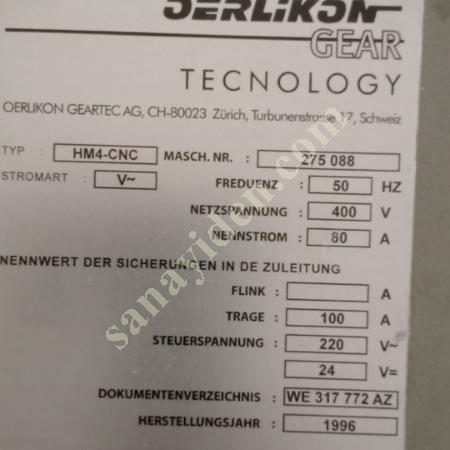 OERLIKON
GEAR
TECNOLOGY
OERLIKON GEARTEC AG, CH-80023 Zürich, Turbunenstrasse 17, Schweiz
TYP : HM4-CNC MASCH. NR. : 275 088
STROMART : V~ FREDUENZ : 50 HZ
NETZSPANNUNG : 400 V
NENNSTROM : 80 A
NENNWERT DER SICHERUNGEN IN DE ZULEITUNG
FLINK : A
TRAGE : 100 A
STEUERSPANNUNG : 220 V~
24 V=
DOKUMENTENVERZEICHNIS : WE 317 772 AZ
HERSTELLUNGSJAHR : 1996
sanayiden.com